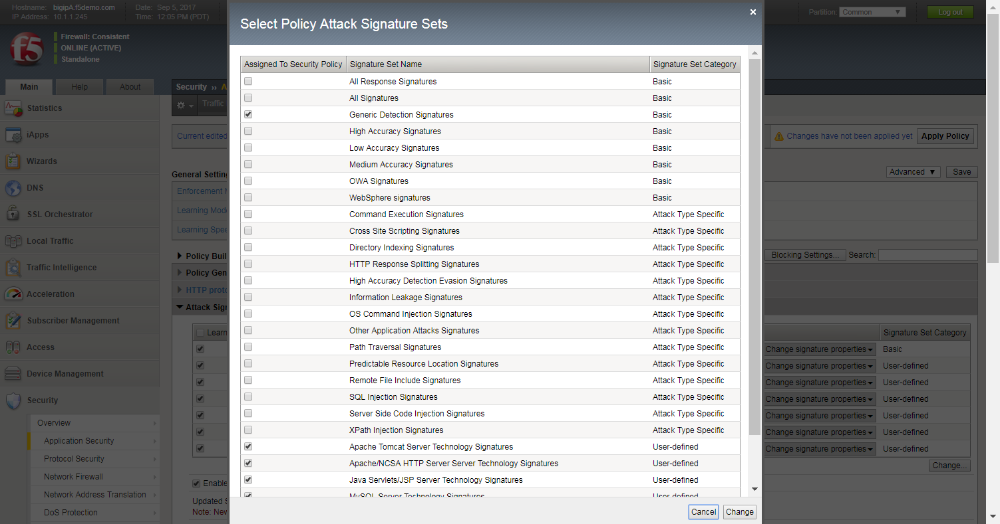 Hostname: bigipA.f5demo.com Date: Sep 5, 2017
IP Address: 10.1.1.245 Time: 12:05 PM (PDT)
Partition: Common
Log out
f5
Firewall: Consistent
ONLINE (ACTIVE)
Standalone
Main Help About
Statistics
iApps
Wizards
DNS
SSL Orchestrator
Local Traffic
Traffic Intelligence
Acceleration
Subscriber Management
Access
Device Management
Security
Overview
Application Security
Protocol Security
Network Firewall
Network Address Translation
DoS Protection
Security »
Traffic
Current edited
Changes have not been applied yet Apply Policy
General Setting
Advanced Save
Enforcement
Learning Mod
Learning Spee
Policy Buil
Blocking Settings... Search:
Policy Gen
HTTP proto
Attack Sig
Learn
Signature Set Category
Change signature properties Basic
Change signature properties User-defined
Change signature properties User-defined
Change signature properties User-defined
Change signature properties User-defined
Change signature properties User-defined
Change signature properties User-defined
Change...
Enable
Updated S
Note: New
Select Policy Attack Signature Sets
Assigned To Security Policy Signature Set Name Signature Set Category
All Response Signatures Basic
All Signatures Basic
Generic Detection Signatures Basic
High Accuracy Signatures Basic
Low Accuracy Signatures Basic
Medium Accuracy Signatures Basic
OWA Signatures Basic
WebSphere signatures Basic
Command Execution Signatures Attack Type Specific
Cross Site Scripting Signatures Attack Type Specific
Directory Indexing Signatures Attack Type Specific
HTTP Response Splitting Signatures Attack Type Specific
High Accuracy Detection Evasion Signatures Attack Type Specific
Information Leakage Signatures Attack Type Specific
OS Command Injection Signatures Attack Type Specific
Other Application Attacks Signatures Attack Type Specific
Path Traversal Signatures Attack Type Specific
Predictable Resource Location Signatures Attack Type Specific
Remote File Include Signatures Attack Type Specific
SQL Injection Signatures Attack Type Specific
Server Side Code Injection Signatures Attack Type Specific
XPath Injection Signatures Attack Type Specific
Apache Tomcat Server Technology Signatures User-defined
Apache/NCSA HTTP Server Server Technology Signatures User-defined
Java Servlets/JSP Server Technology Signatures User-defined
MySQL Server Technology Signatures User-defined
Cancel Change